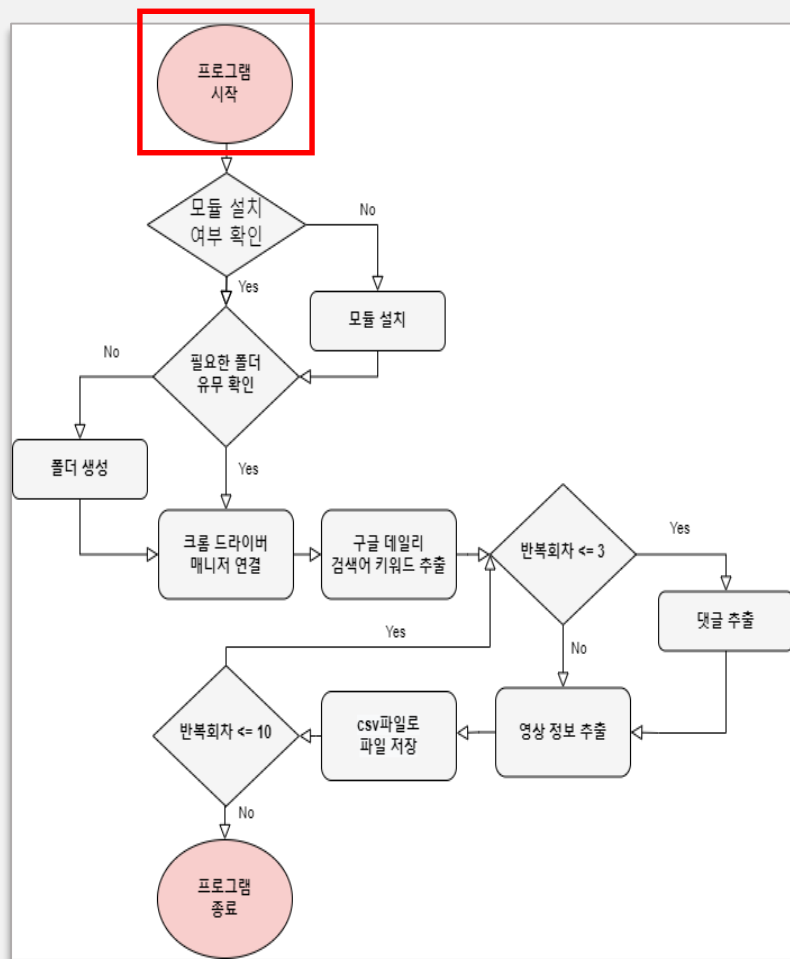 프로그램
시작
모듈 설치
여부 확인
No
Yes
모듈 설치
필요한 폴더
유무 확인
No
폴더 생성
Yes
크롬 드라이버
매니저 연결
구글 데일리
검색어 키워드 추출
반복회차 <= 3
Yes
댓글 추출
No
영상 정보 추출
csv파일로
파일 저장
Yes
반복회차 <= 10
No
프로그램
종료